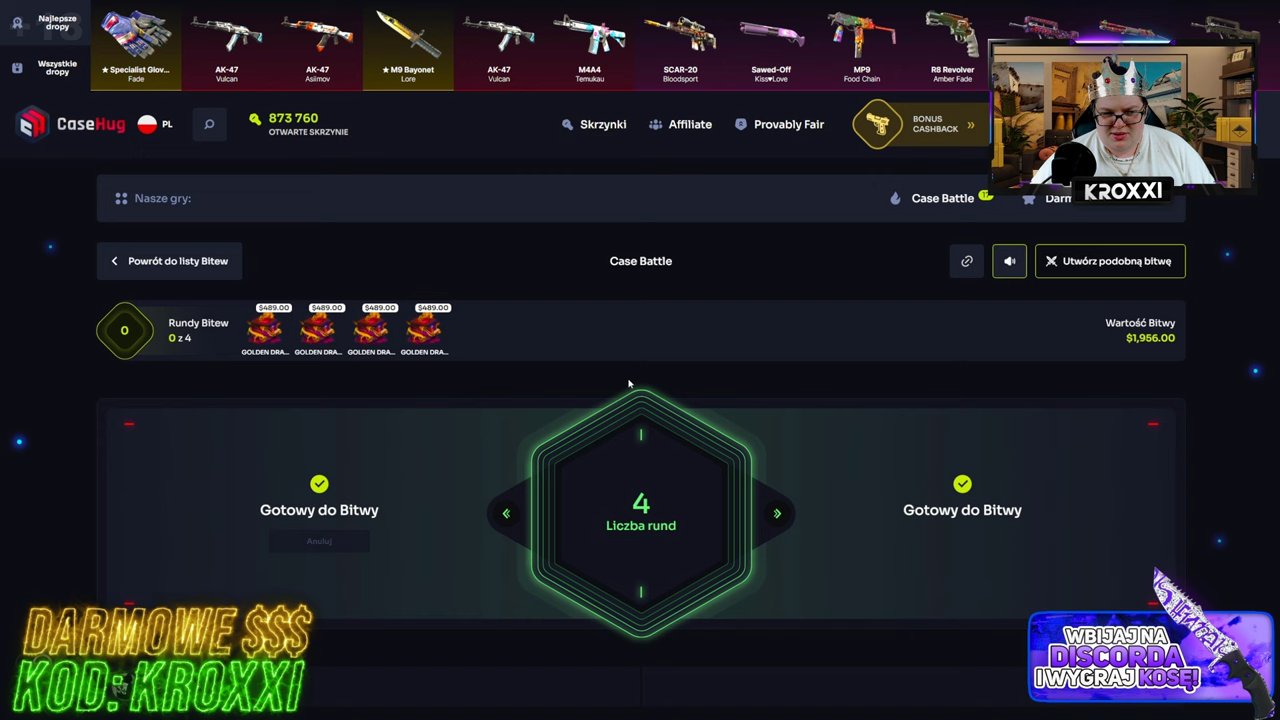 Najlepsze
dropy
Wszystkie
dropy
★ Specialist Glov...
Fade
AK-47
Vulcan
AK-47
Asiimov
★ M9 Bayonet
Lore
AK-47
Vulcan
M4A4
Temukau
SCAR-20
Bloodsport
Sawed-Off
Kiss♥Love
MP9
Food Chain
R8 Revolver
Amber Fade
CaseHug
PL
873 760
OTWARTE SKRZYNIE
Skrzynki
Affiliate
Provably Fair
BONUS
CASHBACK
KROXXI
Nasze gry:
Case Battle
Powrót do listy Bitew
Case Battle
Utwórz podobną bitwę
0
Rundy Bitew
0 z 4
$489.00
$489.00
$489.00
$489.00
GOLDEN DRA...
GOLDEN DRA...
GOLDEN DRA...
GOLDEN DRA...
Wartość Bitwy
$1,956.00
Gotowy do Bitwy
Anuluj
4
Liczba rund
Gotowy do Bitwy
DARMOWE $$$
KOD: KROXXI
WBIJAJ NA
DISCORDA
I WYGRAJ KOSĘ!